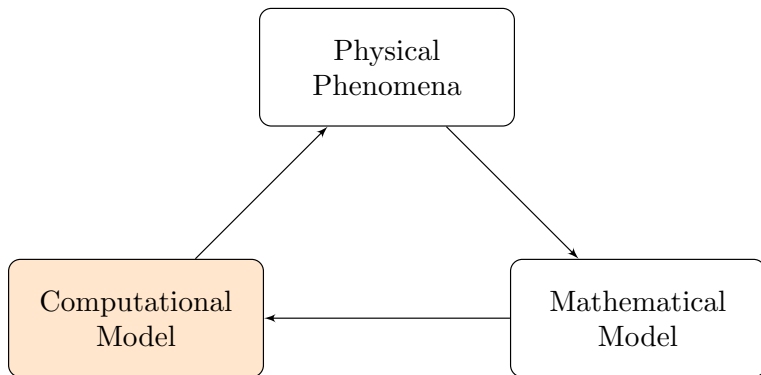 Physical
Phenomena
Computational
Model
Mathematical
Model